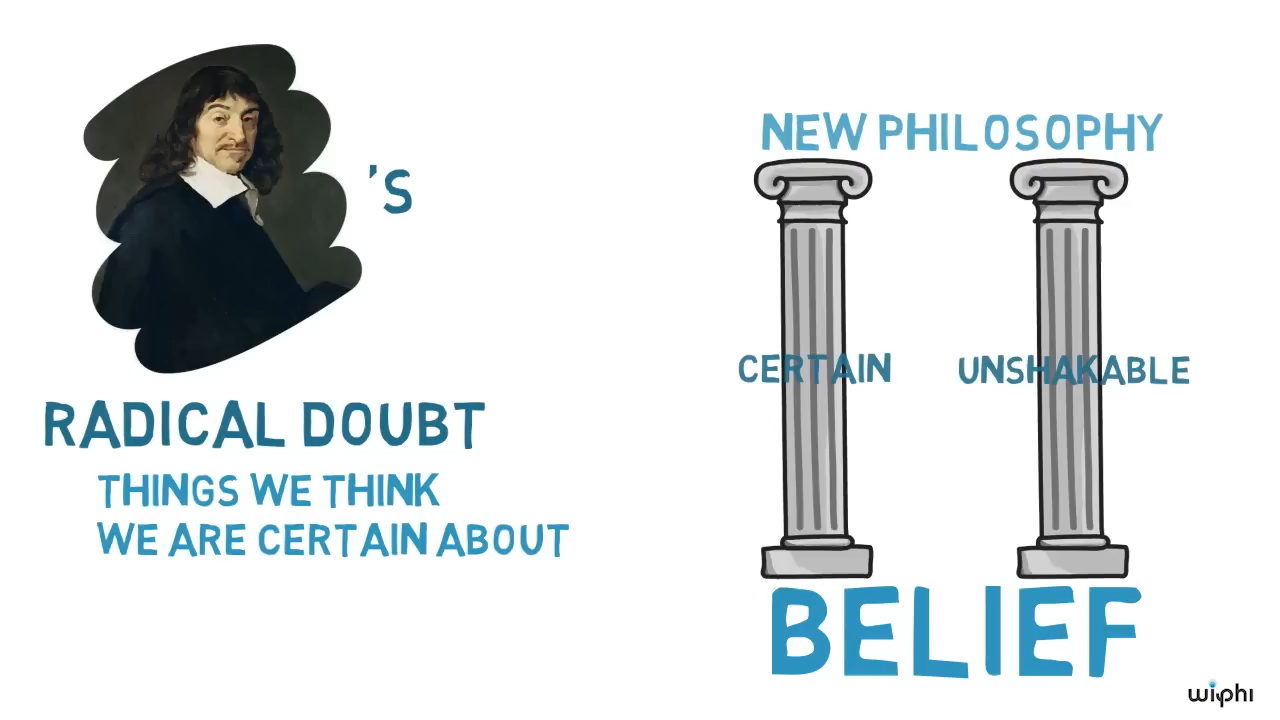 'S
RADICAL DOUBT
THINGS WE THINK
WE ARE CERTAIN ABOUT
NEW PHILOSOPHY
CERTAIN
UNSHAKABLE
BELIEF
wiphi